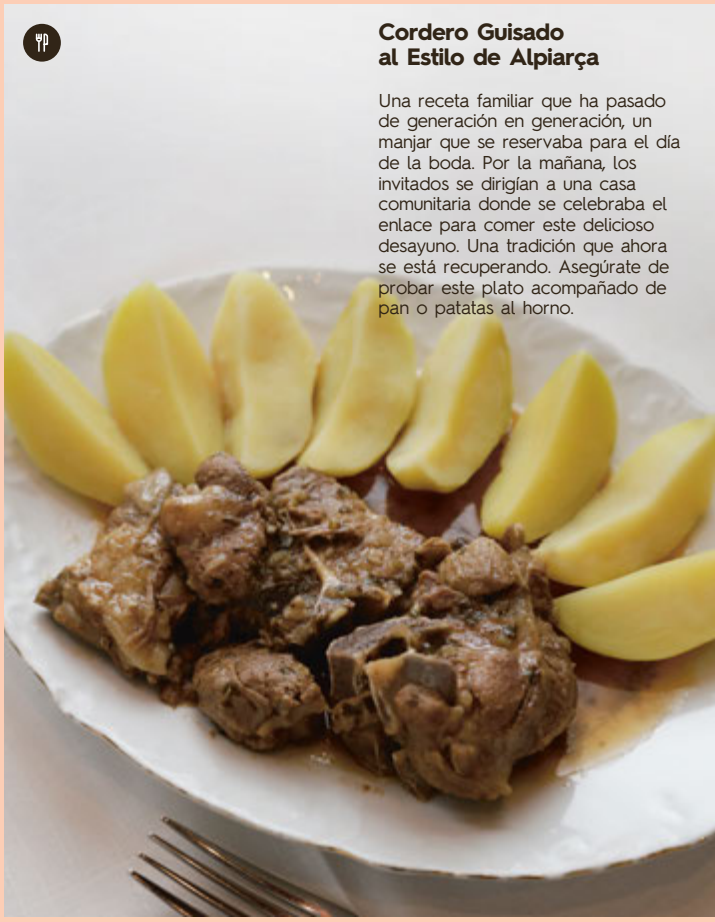 Cordero Guisado
al Estilo de Alpiarça
Una receta familiar que ha pasado
de generación en generación, un
manjar que se reservaba para el día
de la boda. Por la mañana, los
invitados se dirigían a una casa
comunitaria donde se celebraba el
enlace para comer este delicioso
desayuno. Una tradición que ahora
se está recuperando. Asegúrate de
probar este plato acompañado de
pan o patatas al horno.